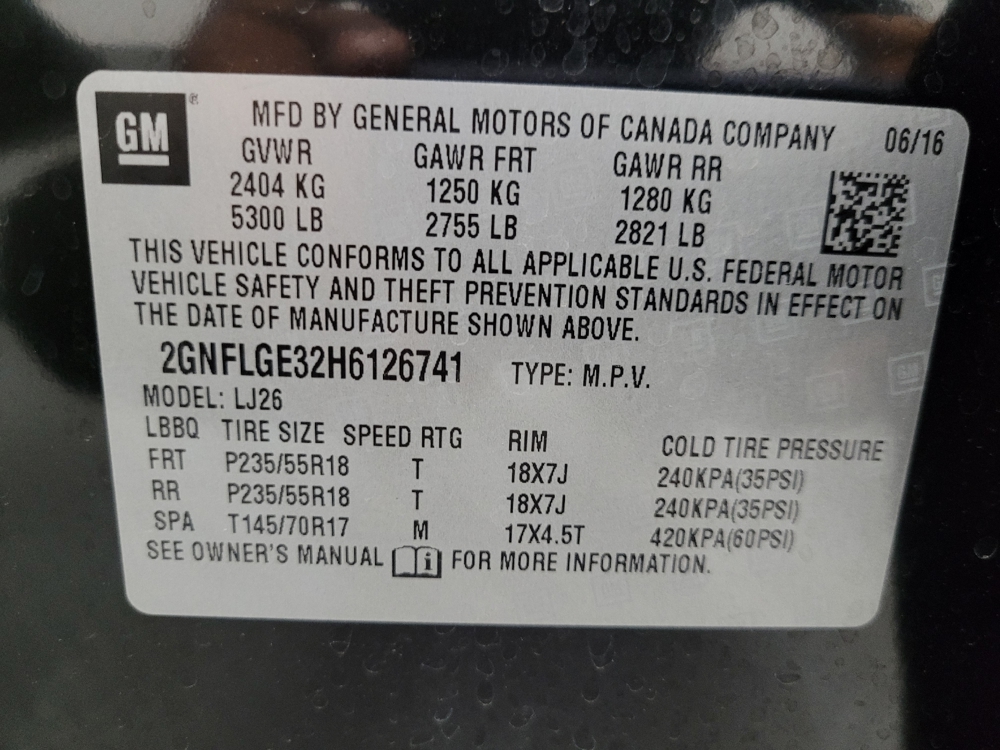 GM ®
MFD BY GENERAL MOTORS OF CANADA COMPANY 06/16
GVWR GAWR FRT GAWR RR
2404 KG 1250 KG 1280 KG
5300 LB 2755 LB 2821 LB
THIS VEHICLE CONFORMS TO ALL APPLICABLE U.S. FEDERAL MOTOR
VEHICLE SAFETY AND THEFT PREVENTION STANDARDS IN EFFECT ON
THE DATE OF MANUFACTURE SHOWN ABOVE.
2GNFLGE32H6126741 TYPE: M.P.V.
MODEL: LJ26
LBBQ TIRE SIZE SPEED RTG RIM COLD TIRE PRESSURE
FRT P235/55R18 T 18X7J 240KPA(35PSI)
RR P235/55R18 T 18X7J 240KPA(35PSI)
SPA T145/70R17 M 17X4.5T 420KPA(60PSI)
SEE OWNER'S MANUAL i FOR MORE INFORMATION.